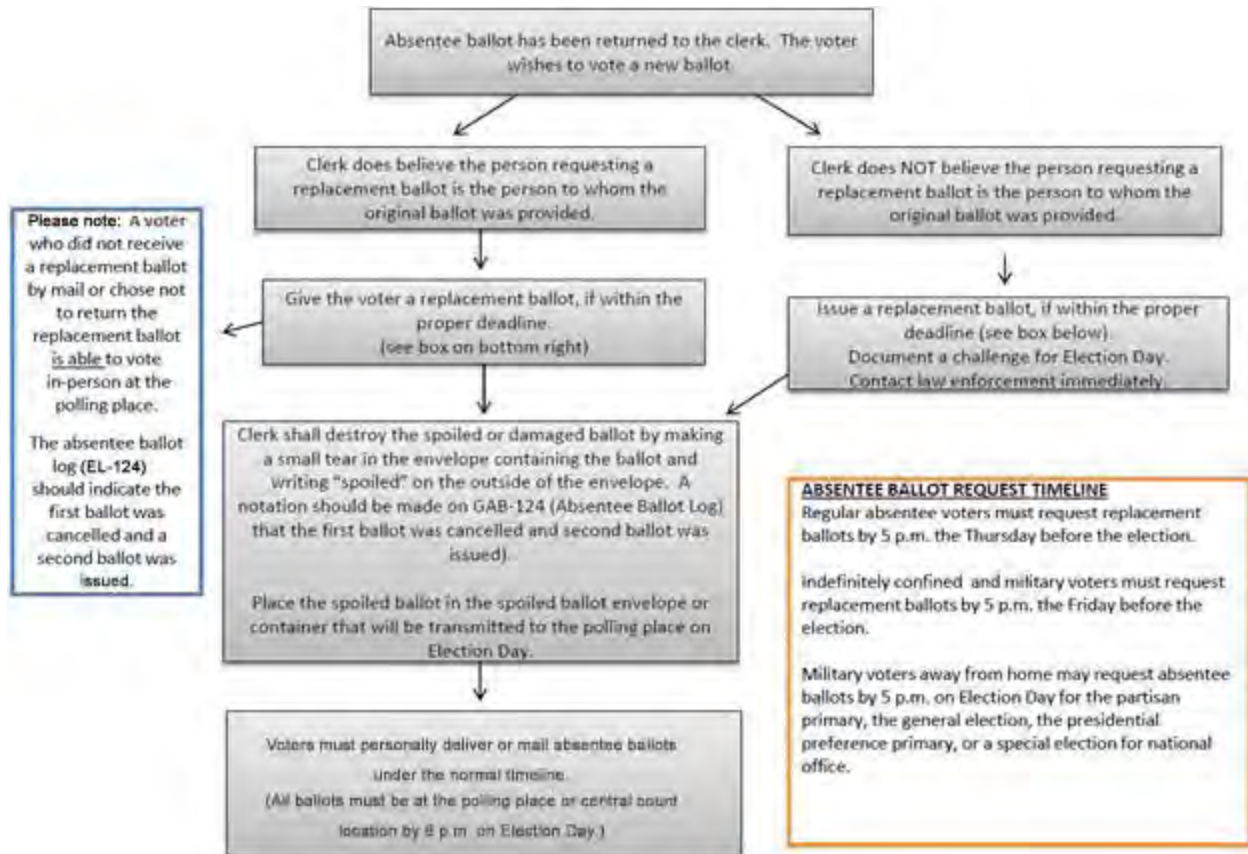 Absentee ballot has been returned to the clerk. The voter
wishes to vote a new ballot
Clerk does believe the person requesting a
replacement ballot is the person to whom the
original ballot was provided.
Clerk does NOT believe the person requesting a
replacement ballot is the person to whom the
original ballot was provided.
Please note: A voter
who did not receive
a replacement ballot
by mail or chose not
to return the
replacement ballot
is able to vote
in-person at the
polling place.
The absentee ballot
log (EL-124)
should indicate the
first ballot was
cancelled and a
second ballot was
issued.
Give the voter a replacement ballot, if within the
proper deadline.
(see box on bottom right)
Issue a replacement ballot, if within the proper
deadline (see box below).
Document a challenge for Election Day.
Contact law enforcement immediately.
Clerk shall destroy the spoiled or damaged ballot by making
a small tear in the envelope containing the ballot and
writing "spoiled" on the outside of the envelope. A
notation should be made on GAB-124 (Absentee Ballot Log)
that the first ballot was cancelled and second ballot was
issued).
Place the spoiled ballot in the spoiled ballot envelope or
container that will be transmitted to the polling place on
Election Day.
ABSENTEE BALLOT REQUEST TIMELINE
Regular absentee voters must request replacement
ballots by 5 p.m. the Thursday before the election.
Indefinitely confined and military voters must request
replacement ballots by 5 p.m. the Friday before the
election.
Military voters away from home may request absentee
ballots by 5 p.m. on Election Day for the partisan
primary, the general election, the presidential
preference primary, or a special election for national
office.
Voters must personally deliver or mail absentee ballots
under the normal timeline.
(All ballots must be at the polling place or central count
location by 8 p.m. on Election Day.)